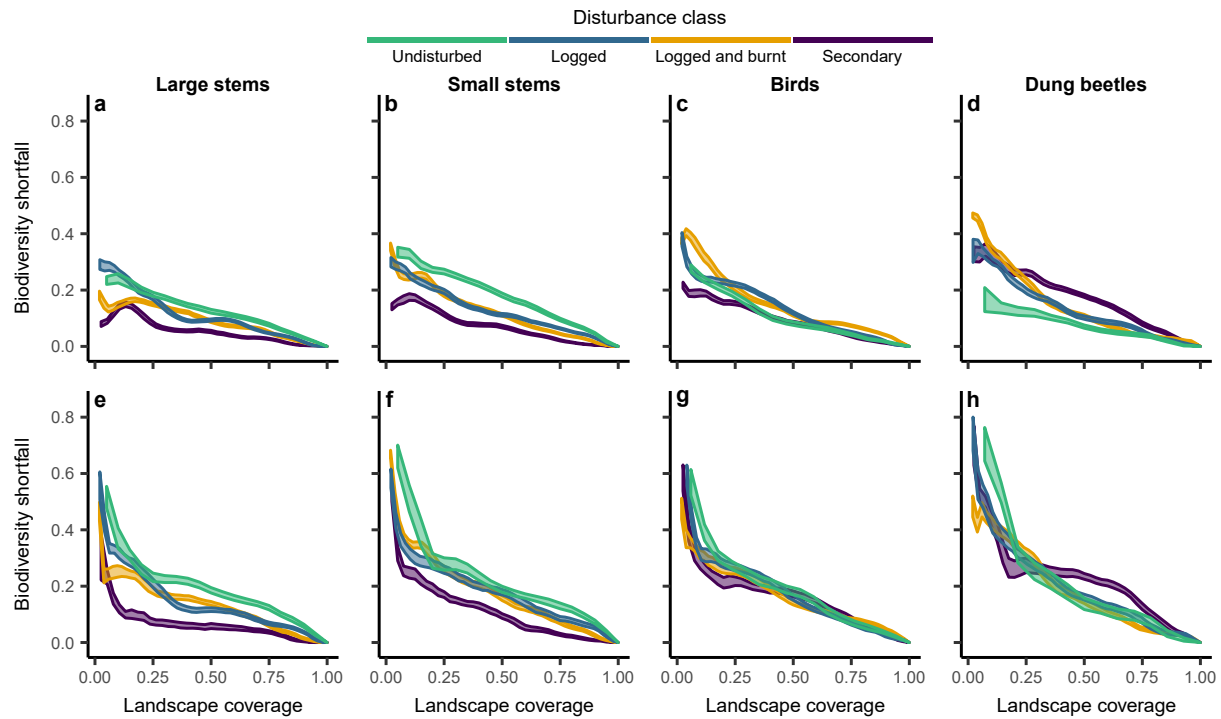 Disturbance class
Undisturbed Logged Logged and burnt Secondary
Large stems Small stems Birds Dung beetles
a b c d
Biodiversity shortfall
0.8
0.6
0.4
0.2
0.0
e f g h
Biodiversity shortfall
0.8
0.6
0.4
0.2
0.0
0.00 0.25 0.50 0.75 1.00 0.00 0.25 0.50 0.75 1.00 0.00 0.25 0.50 0.75 1.00 0.00 0.25 0.50 0.75 1.00
Landscape coverage Landscape coverage Landscape coverage Landscape coverage